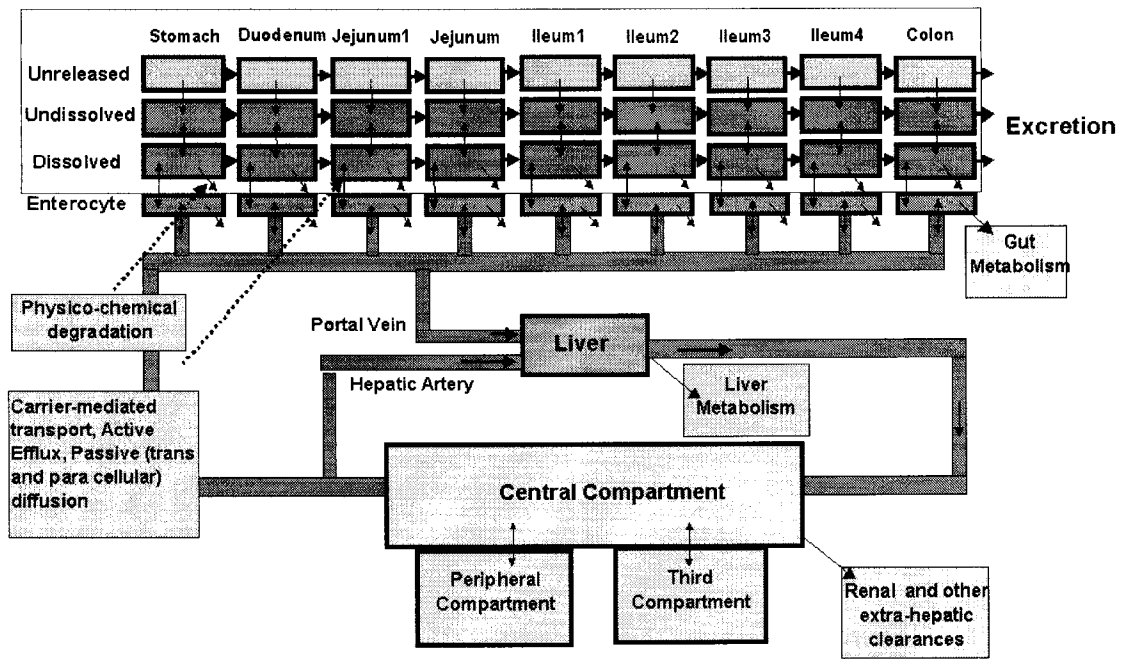 Stomach Duodenum Jejunum1 Jejunum Ileum1 Ileum2 Ileum3 Ileum4 Colon
Unreleased
Undissolved
Excretion
Dissolved
Enterocyte
Gut
Metabolism
Physico-chemical
degradation
Portal Vein
Liver
Hepatic Artery
Liver
Metabolism
Carrier-mediated
transport, Active
Efflux, Passive (trans
and para cellular)
diffusion
Central Compartment
Peripheral
Compartment
Third
Compartment
Renal and other
extra-hepatic
clearances